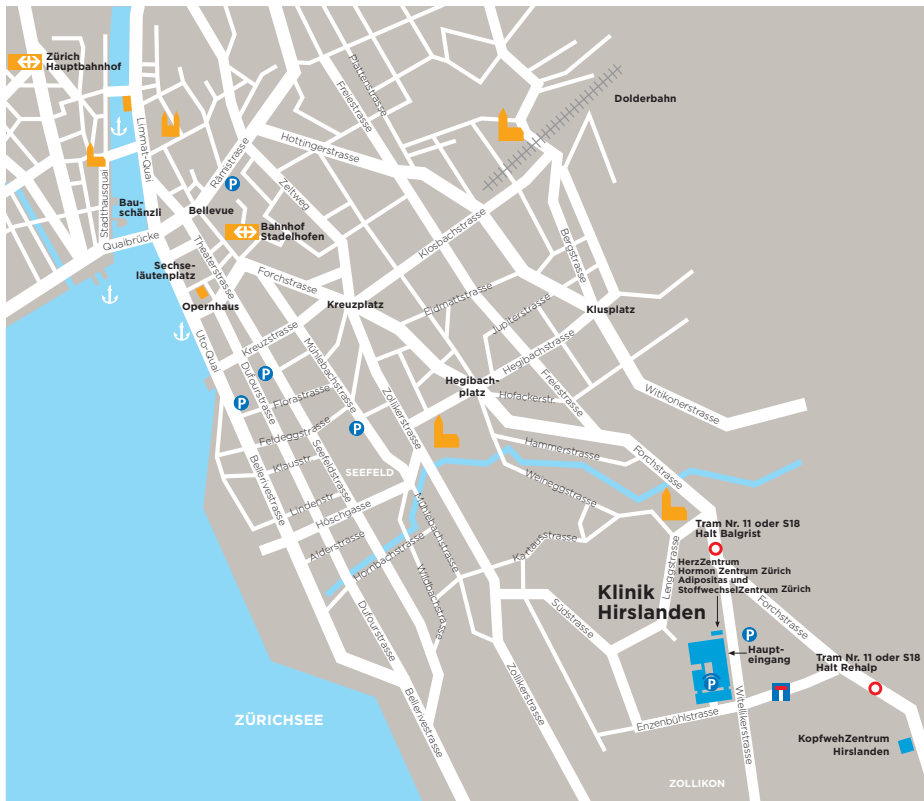 Zürich
Hauptbahnhof
Plattenstrasse
Freiestrasse
Dolderbahn
Limmat-Quai
Hottingerstrasse
Rämistrasse
Zeltweg
P
Stadthausquai
Bau-
schänzli
Bellevue
Bahnhof
Stadelhofen
Quaibrücke
Theaterstrasse
Klosbachstrasse
Bergstrasse
Sechse-
läutenplatz
Forchstrasse
Opernhaus
Kreuzplatz
Eidmattstrasse
Jupiterstrasse
Klusplatz
Uto-Quai
Kreuzstrasse
Mühlebachstrasse
Hegibachstrasse
Freiestrasse
P
Dufourstrasse
Florastrasse
Zollikerstrasse
Hegibach-
platz
Hofackerstr.
Witikonerstrasse
P
P
Feldeggstrasse
Hammerstrasse
Forchstrasse
Klausstr
Seefeldstrasse
SEEFELD
Weineggstrasse
Bellerivestrasse
Lindenstr
Höschgasse
Mühlebachstrasse
Alderstrasse
Hornbachstrasse
Kartausstrasse
Wildbachstrasse
Lenggstrasse
Tram Nr. 11 oder S18
Halt Balgrist
HerzZentrum
Hormon Zentrum Zürich
Adipositas und
StoffwechselZentrum Zürich
Klinik
Hirslanden
Südstrasse
Forchstrasse
Dufourstrasse
P
Haupt-
eingang
Tram Nr. 11 oder S18
Halt Rehalp
P
Zollikerstrasse
Bellerivestrasse
Enzenbühlstrasse
Witellikerstrasse
ZÜRICHSEE
KopfwehZentrum
Hirslanden
ZOLLIKON